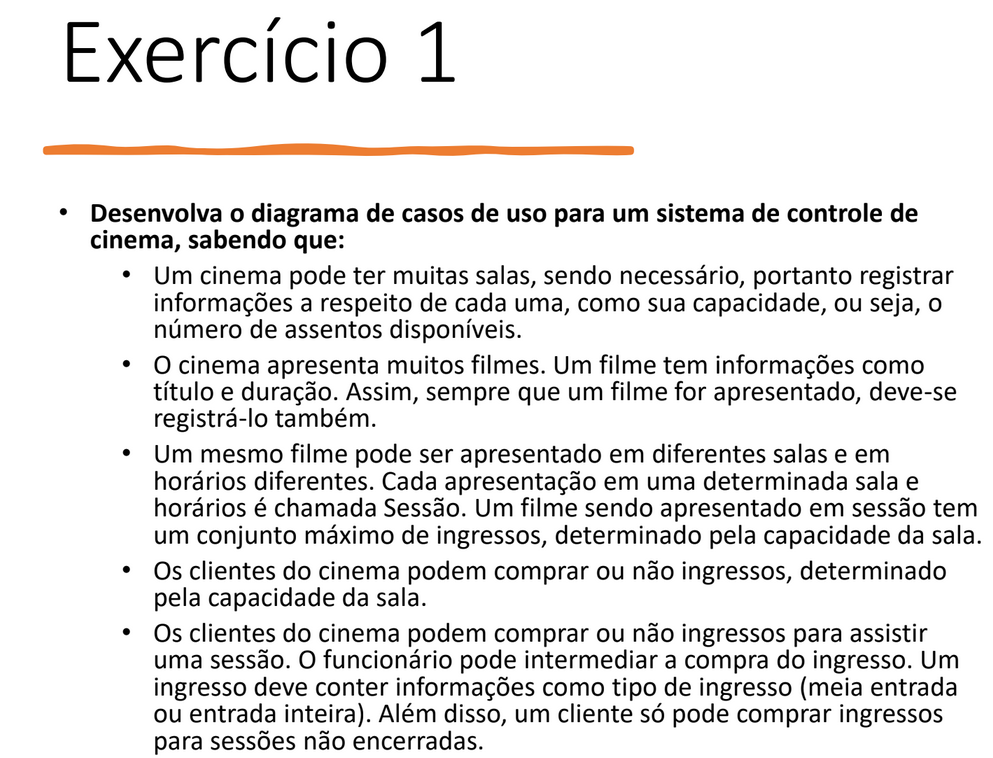 Exercício 1
• Desenvolva o diagrama de casos de uso para um sistema de controle de
cinema, sabendo que:
• Um cinema pode ter muitas salas, sendo necessário, portanto registrar
informações a respeito de cada uma, como sua capacidade, ou seja, o
número de assentos disponíveis.
• O cinema apresenta muitos filmes. Um filme tem informações como
título e duração. Assim, sempre que um filme for apresentado, deve-se
registrá-lo também.
• Um mesmo filme pode ser apresentado em diferentes salas e em
horários diferentes. Cada apresentação em uma determinada sala e
horários é chamada Sessão. Um filme sendo apresentado em sessão tem
um conjunto máximo de ingressos, determinado pela capacidade da sala.
• Os clientes do cinema podem comprar ou não ingressos, determinado
pela capacidade da sala.
• Os clientes do cinema podem comprar ou não ingressos para assistir
uma sessão. O funcionário pode intermediar a compra do ingresso. Um
ingresso deve conter informações como tipo de ingresso (meia entrada
ou entrada inteira). Além disso, um cliente só pode comprar ingressos
para sessões não encerradas.